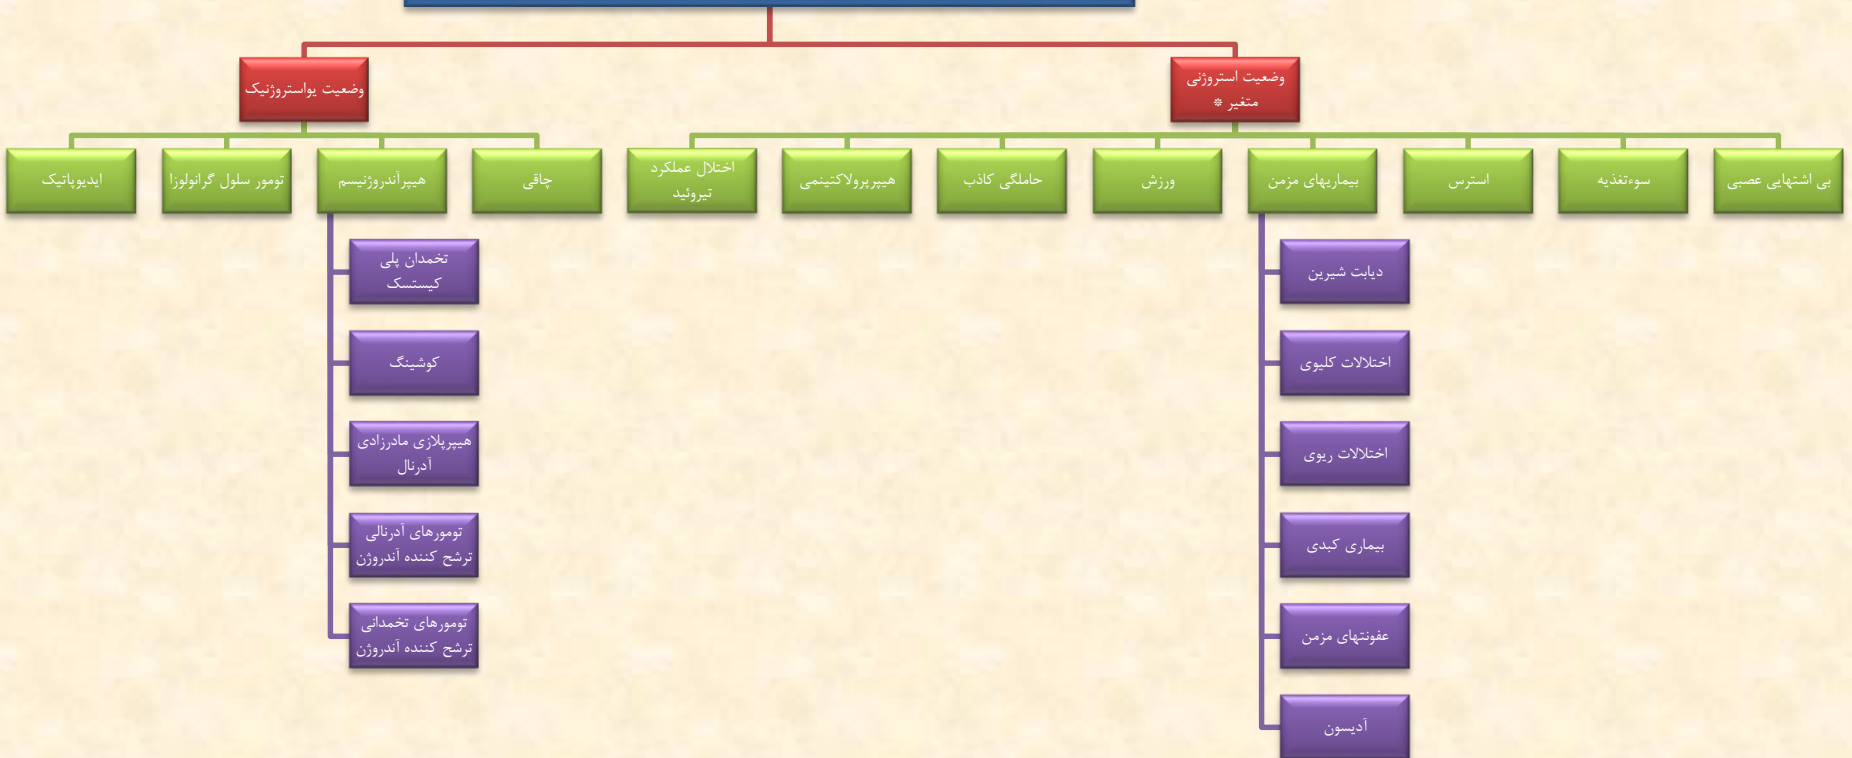 وضعیت استروژنی
متغیر *
وضعیت یواستروژنیک
بی اشتهایی عصبی
سوءتغذیه
استرس
بیماریهای مزمن
ورزش
حاملگی کاذب
هیپرپرولاکتینمی
اختلال عملکرد
تیروئید
چاقی
هیپرآندروژنیسم
تومور سلول گرانولوزا
ایدیوپاتیک
دیابت شیرین
اختلالات کلیوی
اختلالات ریوی
بیماری کبدی
عفونتهای مزمن
آدیسون
تخمدان پلی
کیستسک
کوشینگ
هیپرپلازی مادرزادی
آدرنال
تومورهای آدرنالی
ترشح کننده آندروژن
تومورهای تخمدانی
ترشح کننده آندروژن